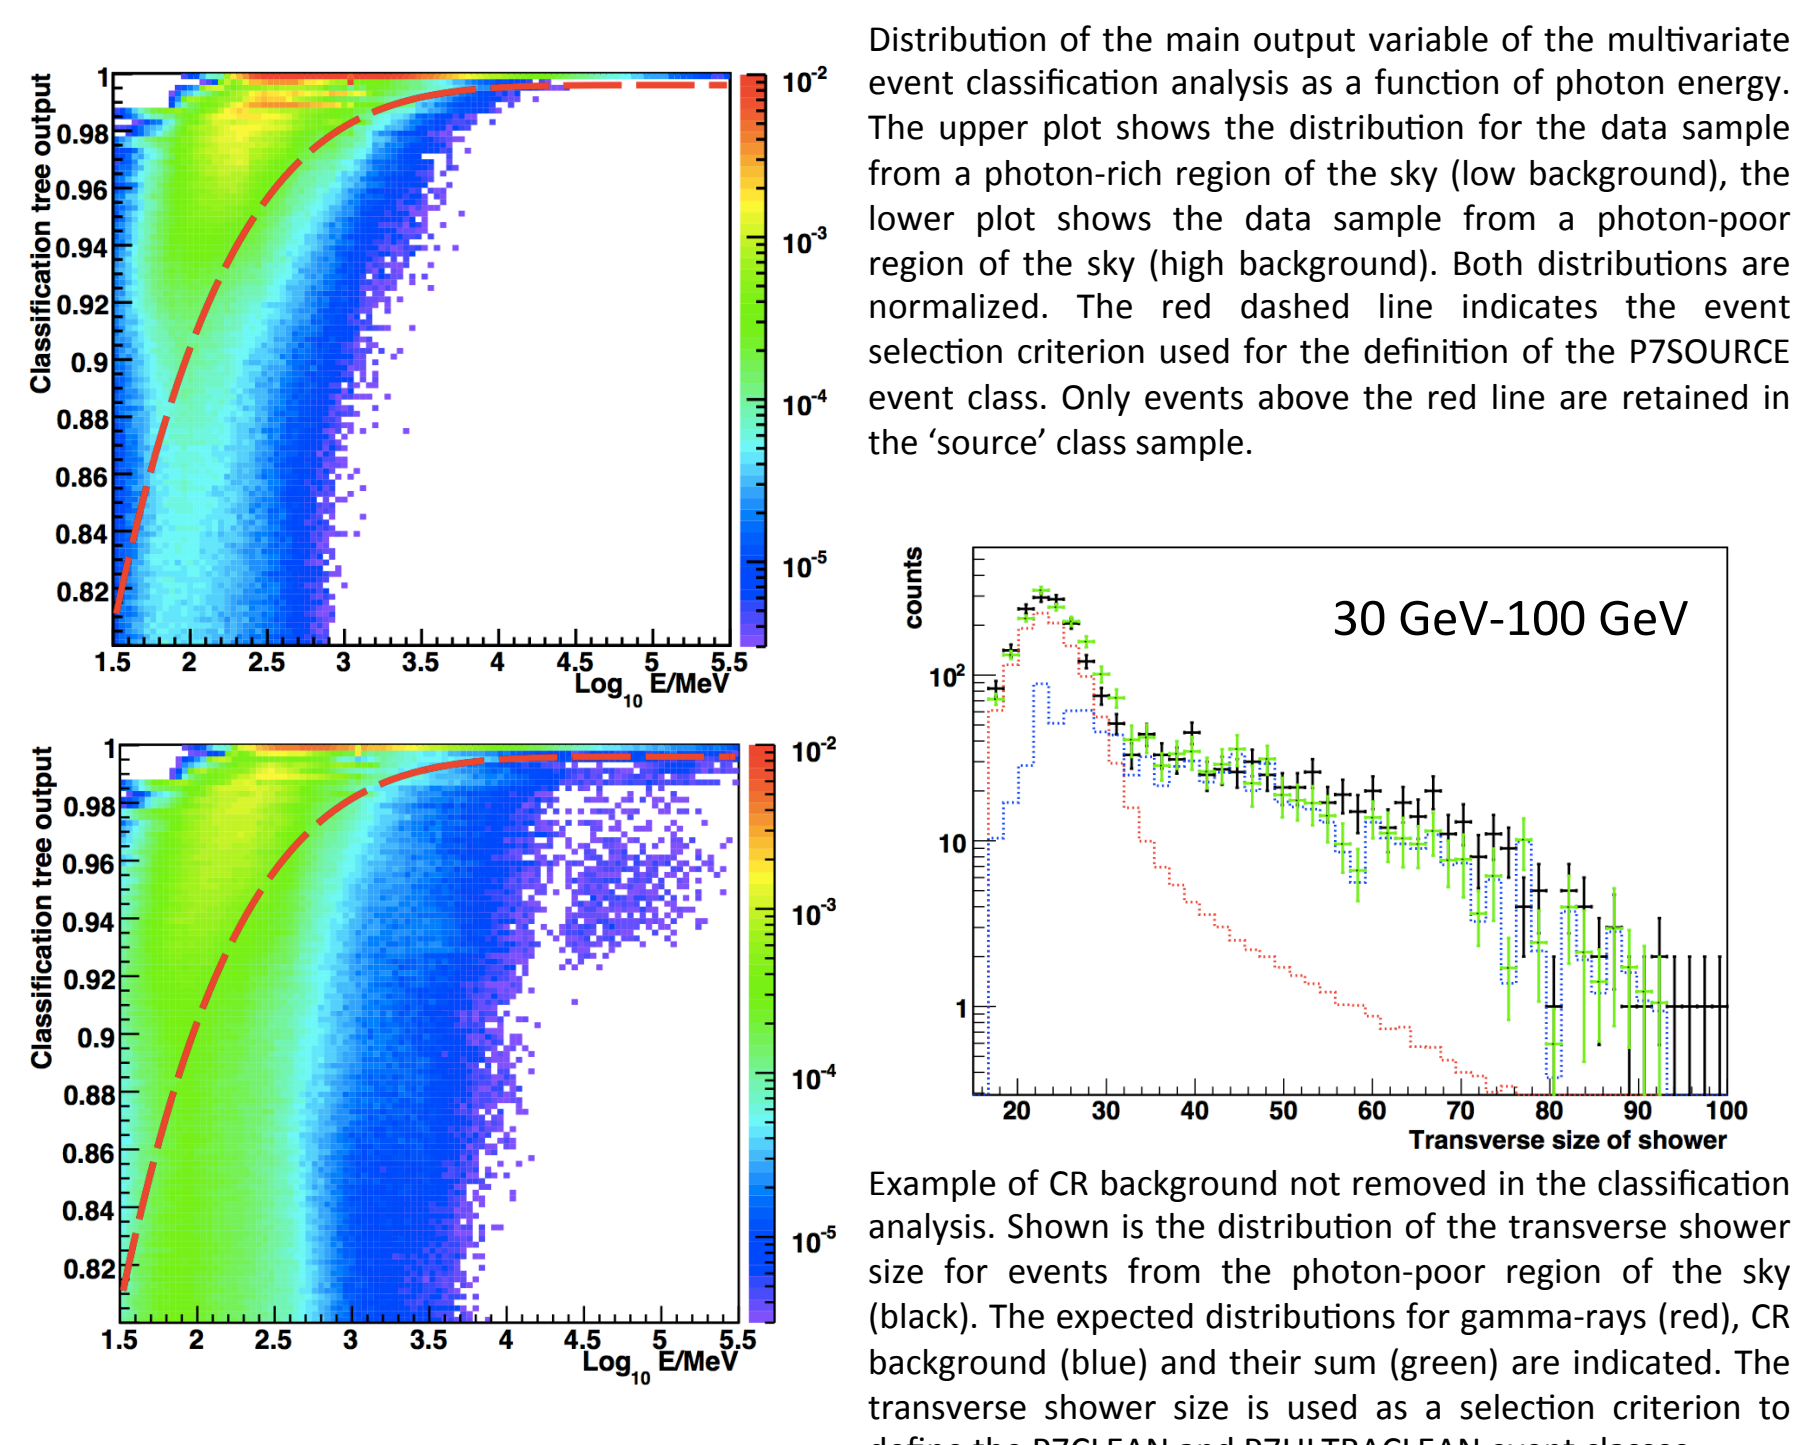 Distribution of the main output variable of the multivariate
event classification analysis as a function of photon energy.
The upper plot shows the distribution for the data sample
from a photon-rich region of the sky (low background), the
lower plot shows the data sample from a photon-poor
region of the sky (high background). Both distributions are
normalized. The red dashed line indicates the event
selection criterion used for the definition of the P7SOURCE
event class. Only events above the red line are retained in
the ‘source’ class sample.
Classification tree output
1
0.98
0.96
0.94
0.92
0.9
0.88
0.86
0.84
0.82
1.5 2 2.5 3 3.5 4 4.5 5 5.5
Log10 E/MeV
10-2
10-3
10-4
10-5
Classification tree output
1
0.98
0.96
0.94
0.92
0.9
0.88
0.86
0.84
0.82
1.5 2 2.5 3 3.5 4 4.5 5 5.5
Log10 E/MeV
10-2
10-3
10-4
10-5
counts
30 GeV-100 GeV
102
10
1
20 30 40 50 60 70 80 90 100
Transverse size of shower
Example of CR background not removed in the classification
analysis. Shown is the distribution of the transverse shower
size for events from the photon-poor region of the sky
(black). The expected distributions for gamma-rays (red), CR
background (blue) and their sum (green) are indicated. The
transverse shower size is used as a selection criterion to
define the P7CLEAN and P7ULTRACLEAN event classes